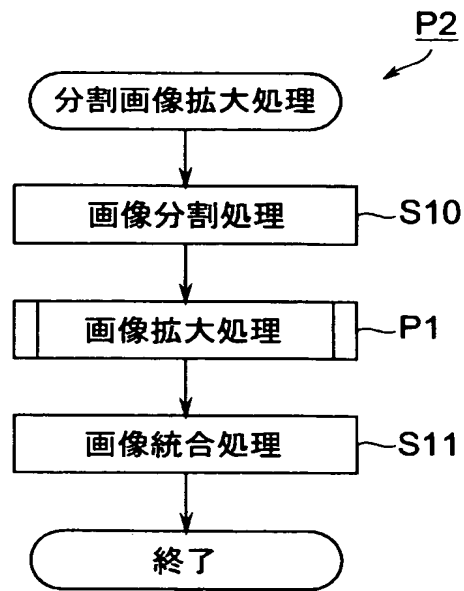 P2
分割画像拡大処理
画像分割処理 S10
画像拡大処理 P1
画像統合処理 S11
終了